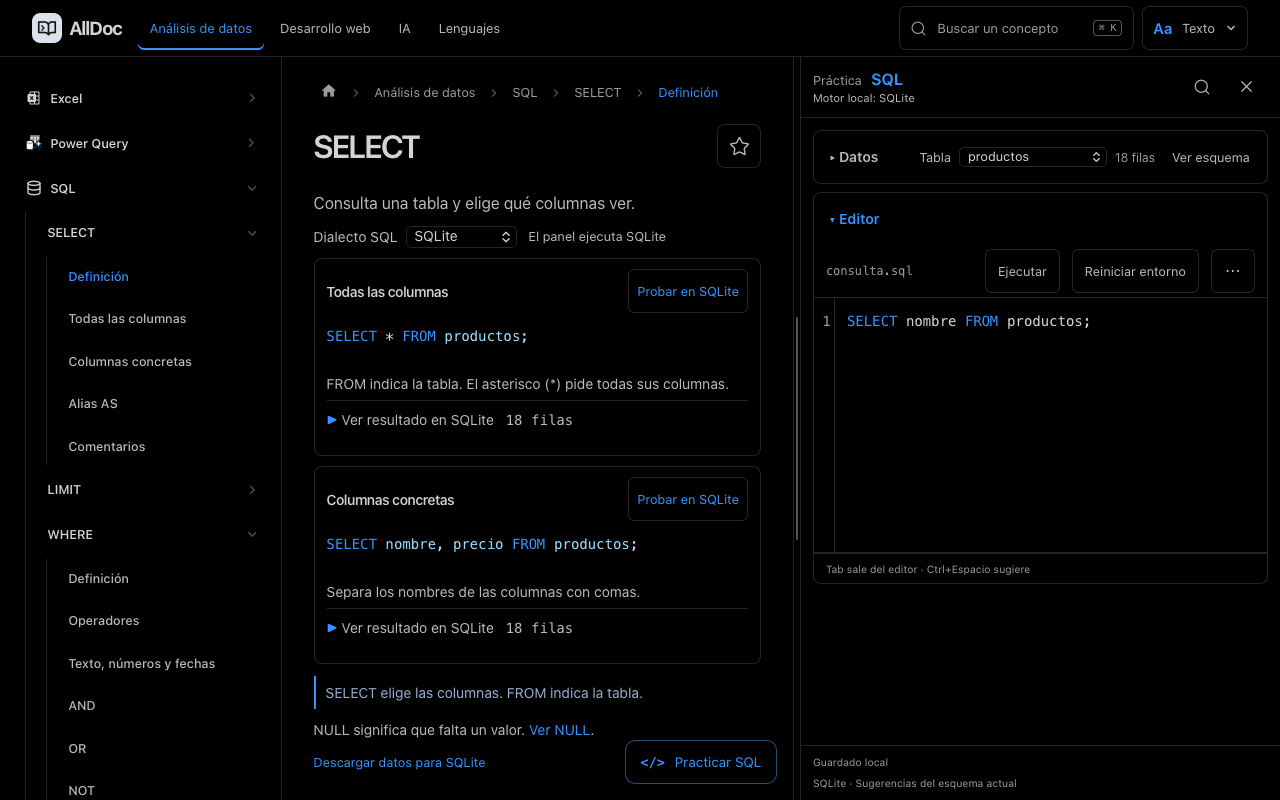 AllDoc
Análisis de datos
Desarrollo web
IA
Lenguajes
Buscar un concepto
⌘ K
Aa Texto
Excel
Power Query
SQL
SELECT
Definición
Todas las columnas
Columnas concretas
Alias AS
Comentarios
LIMIT
WHERE
Definición
Operadores
Texto, números y fechas
AND
OR
NOT
Análisis de datos
SQL
SELECT
Definición
SELECT
Consulta una tabla y elige qué columnas ver.
Dialecto SQL SQLite El panel ejecuta SQLite
Todas las columnas
Probar en SQLite
SELECT * FROM productos;
FROM indica la tabla. El asterisco (*) pide todas sus columnas.
Ver resultado en SQLite 18 filas
Columnas concretas
Probar en SQLite
SELECT nombre, precio FROM productos;
Separa los nombres de las columnas con comas.
Ver resultado en SQLite 18 filas
SELECT elige las columnas. FROM indica la tabla.
NULL significa que falta un valor. Ver NULL.
Descargar datos para SQLite
</> Practicar SQL
Práctica SQL
Motor local: SQLite
Datos
Tabla productos 18 filas
Ver esquema
Editor
consulta.sql
Ejecutar
Reiniciar entorno
···
1 SELECT nombre FROM productos;
Tab sale del editor · Ctrl+Espacio sugiere
Guardado local
SQLite · Sugerencias del esquema actual